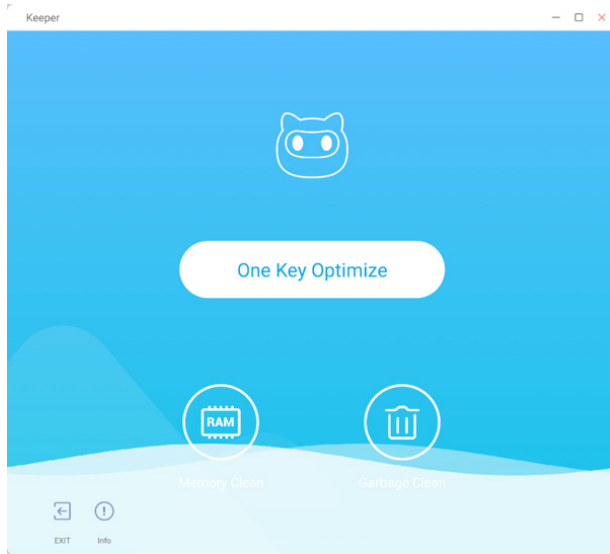 Keeper
One Key Optimize
RAM
Memory Clean
Garbage Clean
EXIT
Info